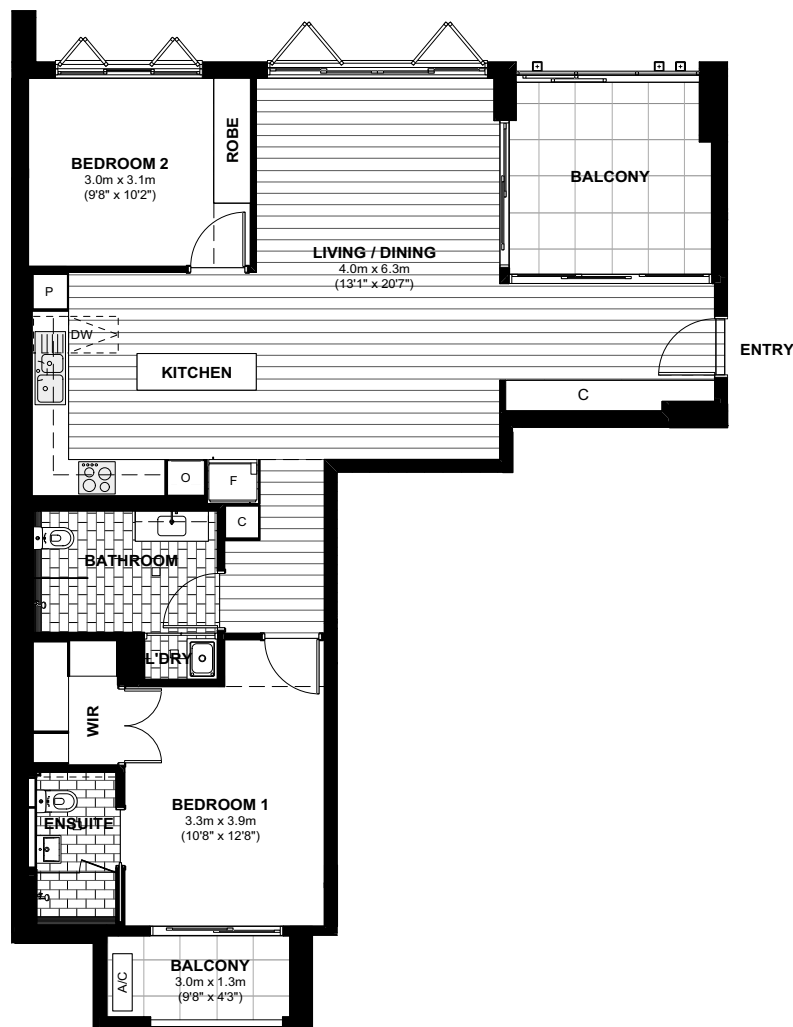 ROBE
BEDROOM 2
3.0m x 3.1m
(9'8" x 10'2")
BALCONY
LIVING / DINING
4.0m x 6.3m
(13'1" x 20'7")
P
DW
ENTRY
KITCHEN
C
O
F
C
BATHROOM
L'DRY
WIR
BEDROOM 1
3.3m x 3.9m
(10'8" x 12'8")
ENSUITE
BALCONY
3.0m x 1.3m
(9'8" x 4'3")
A/C